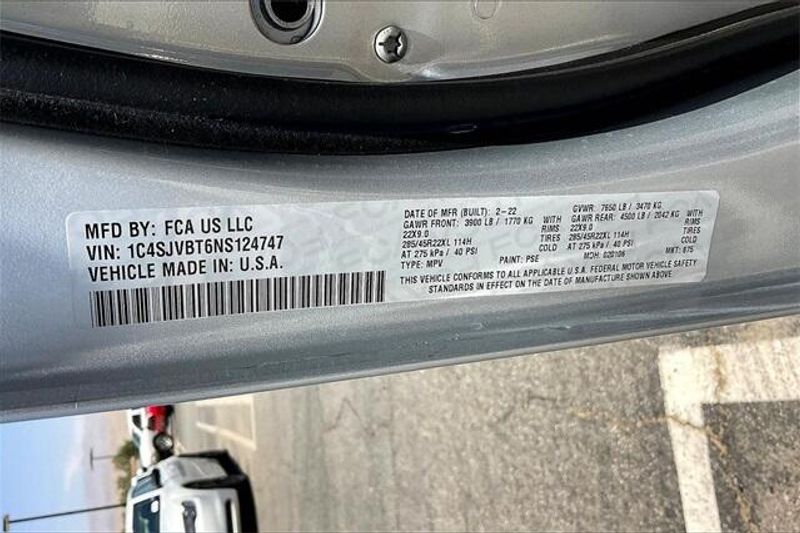 MFD BY: FCA US LLC
VIN: 1C4SJVBT6NS124747
VEHICLE MADE IN: U.S.A.
DATE OF MFR (BUILT): 2-22 GVWR: 7650 LB / 3470 KG
GAWR FRONT: 3900 LB / 1770 KG WITH GAWR REAR: 4500 LB / 2042 KG WITH
22X9.0 RIMS 22X9.0 RIMS
285/45R22XL 114H TIRES 285/45R22XL 114H TIRES
AT 275 kPa / 40 PSI COLD AT 275 kPa / 40 PSI COLD
TYPE: MPV PAINT: PSE MDH: 020106 MKT: 875
THIS VEHICLE CONFORMS TO ALL APPLICABLE U.S.A. FEDERAL MOTOR VEHICLE SAFETY
STANDARDS IN EFFECT ON THE DATE OF MANUFACTURE SHOWN ABOVE